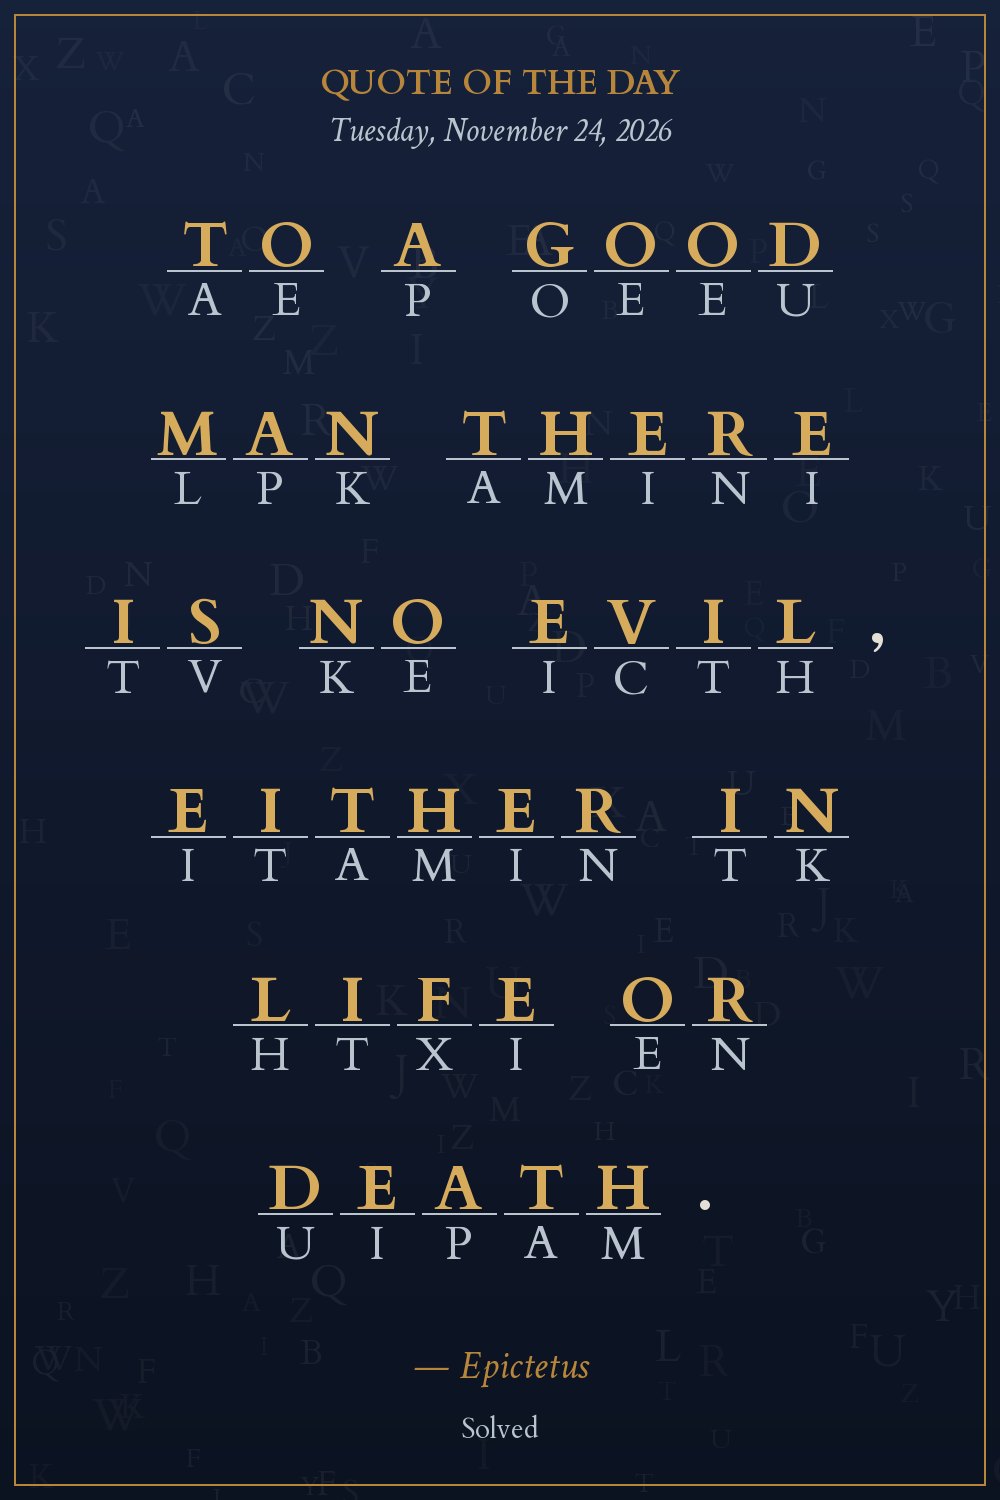 QUOTE OF THE DAY
Tuesday, November 24, 2026
TO A GOOD
AE P OEEU
MAN THERE
LPK AMINI
IS NO EVIL,
TV KE ICTH
EITHER IN
ITAMIN TK
LIFE OR
HTXI EN
DEATH.
UIPAM
— Epictetus
Solved